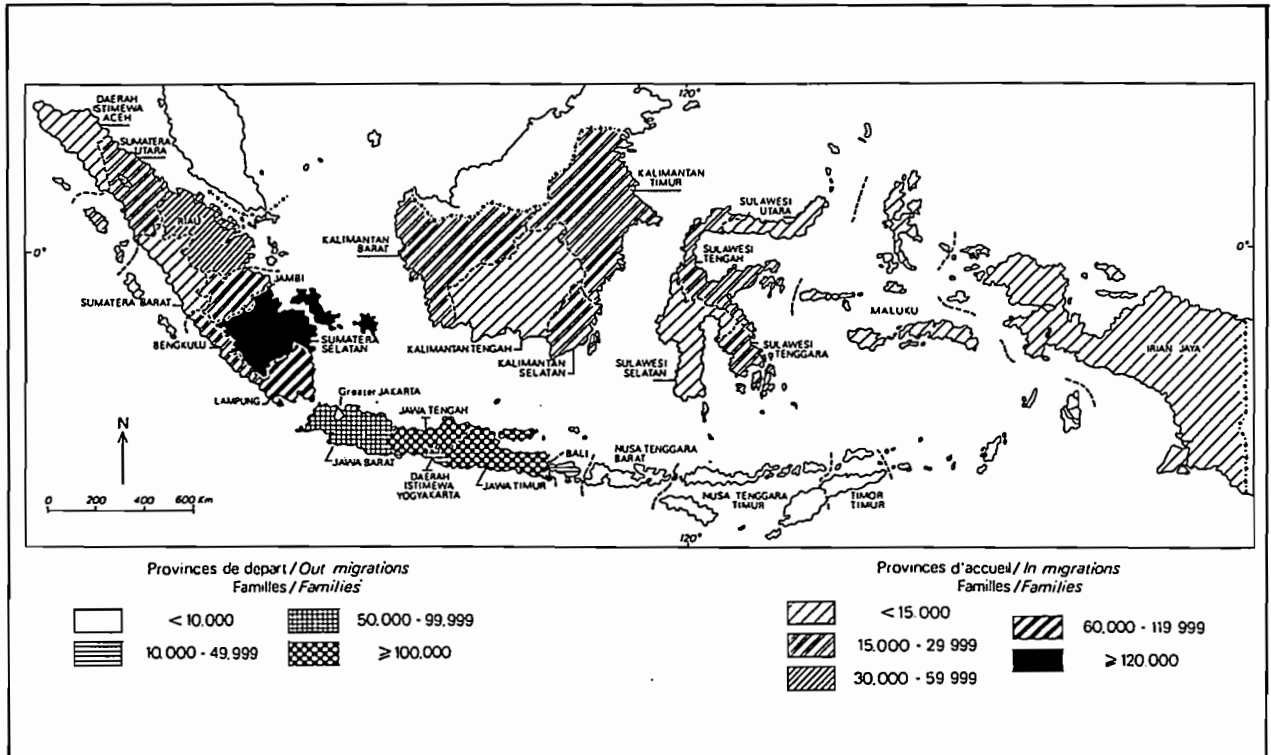 120°
DAERAH
ISTIMEWA
ACEH
SUMATERA
UTARA
KALIMANTAN
TIMUR
SULAWESI
UTARA
RIAU
KALIMANTAN
BARAT
0°
0°
SULAWESI
TENGAH
JAMBI
SUMATERA BARAT
MALUKU
BENGKULU
SUMATERA
SELATAN
KALIMANTAN TENGAH
KALIMANTAN
SELATAN
SULAWESI
TENGGARA
SULAWESI
SELATAN
IRIAN JAYA
LAMPUNG
Greater JAKARTA
N
JAWA TENGAH
JAWA BARAT
DAERAH
ISTIMEWA
YOGYAKARTA
JAWA TIMUR
BALI
NUSA TENGGARA
BARAT
NUSA TENGGARA
TIMUR
TIMOR
TIMUR
0 200 400 600 Km
120°
Provinces de depart/Out migrations
Familles/Families
<10.000
50.000 - 99.999
10.000 - 49.999
≥100.000
Provinces d'accueil/In migrations
Familles/Families
<15.000
60.000 - 119 999
15.000 - 29 999
≥ 120.000
30.000 - 59 999